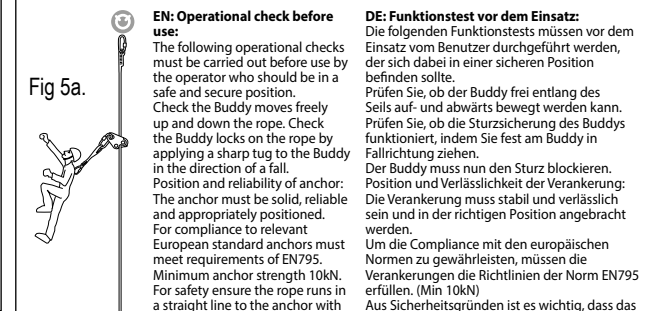 Fig 5a.
EN: Operational check before
use:
The following operational checks
must be carried out before use by
the operator who should be in a
safe and secure position.
Check the Buddy moves freely
up and down the rope. Check
the Buddy locks on the rope by
applying a sharp tug to the Buddy
in the direction of a fall.
Position and reliability of anchor:
The anchor must be solid, reliable
and appropriately positioned.
For compliance to relevant
European standard anchors must
meet requirements of EN795.
Minimum anchor strength 10kN.
For safety ensure the rope runs in
a straight line to the anchor with
DE: Funktionstest vor dem Einsatz:
Die folgenden Funktionstests müssen vor dem
Einsatz vom Benutzer durchgeführt werden,
der sich dabei in einer sicheren Position
befinden sollte.
Prüfen Sie, ob der Buddy frei entlang des
Seils auf- und abwärts bewegt werden kann.
Prüfen Sie, ob die Sturzsicherung des Buddys
funktioniert, indem Sie fest am Buddy in
Fallrichtung ziehen.
Der Buddy muss nun den Sturz blockieren.
Position und Verlässlichkeit der Verankerung:
Die Verankerung muss stabil und verlässlich
sein und in der richtigen Position angebracht
werden.
Um die Compliance mit den europäischen
Normen zu gewährleisten, müssen die
Verankerungen die Richtlinien der Norm EN795
erfüllen. (Min 10kN)
Aus Sicherheitsgründen ist es wichtig, dass das